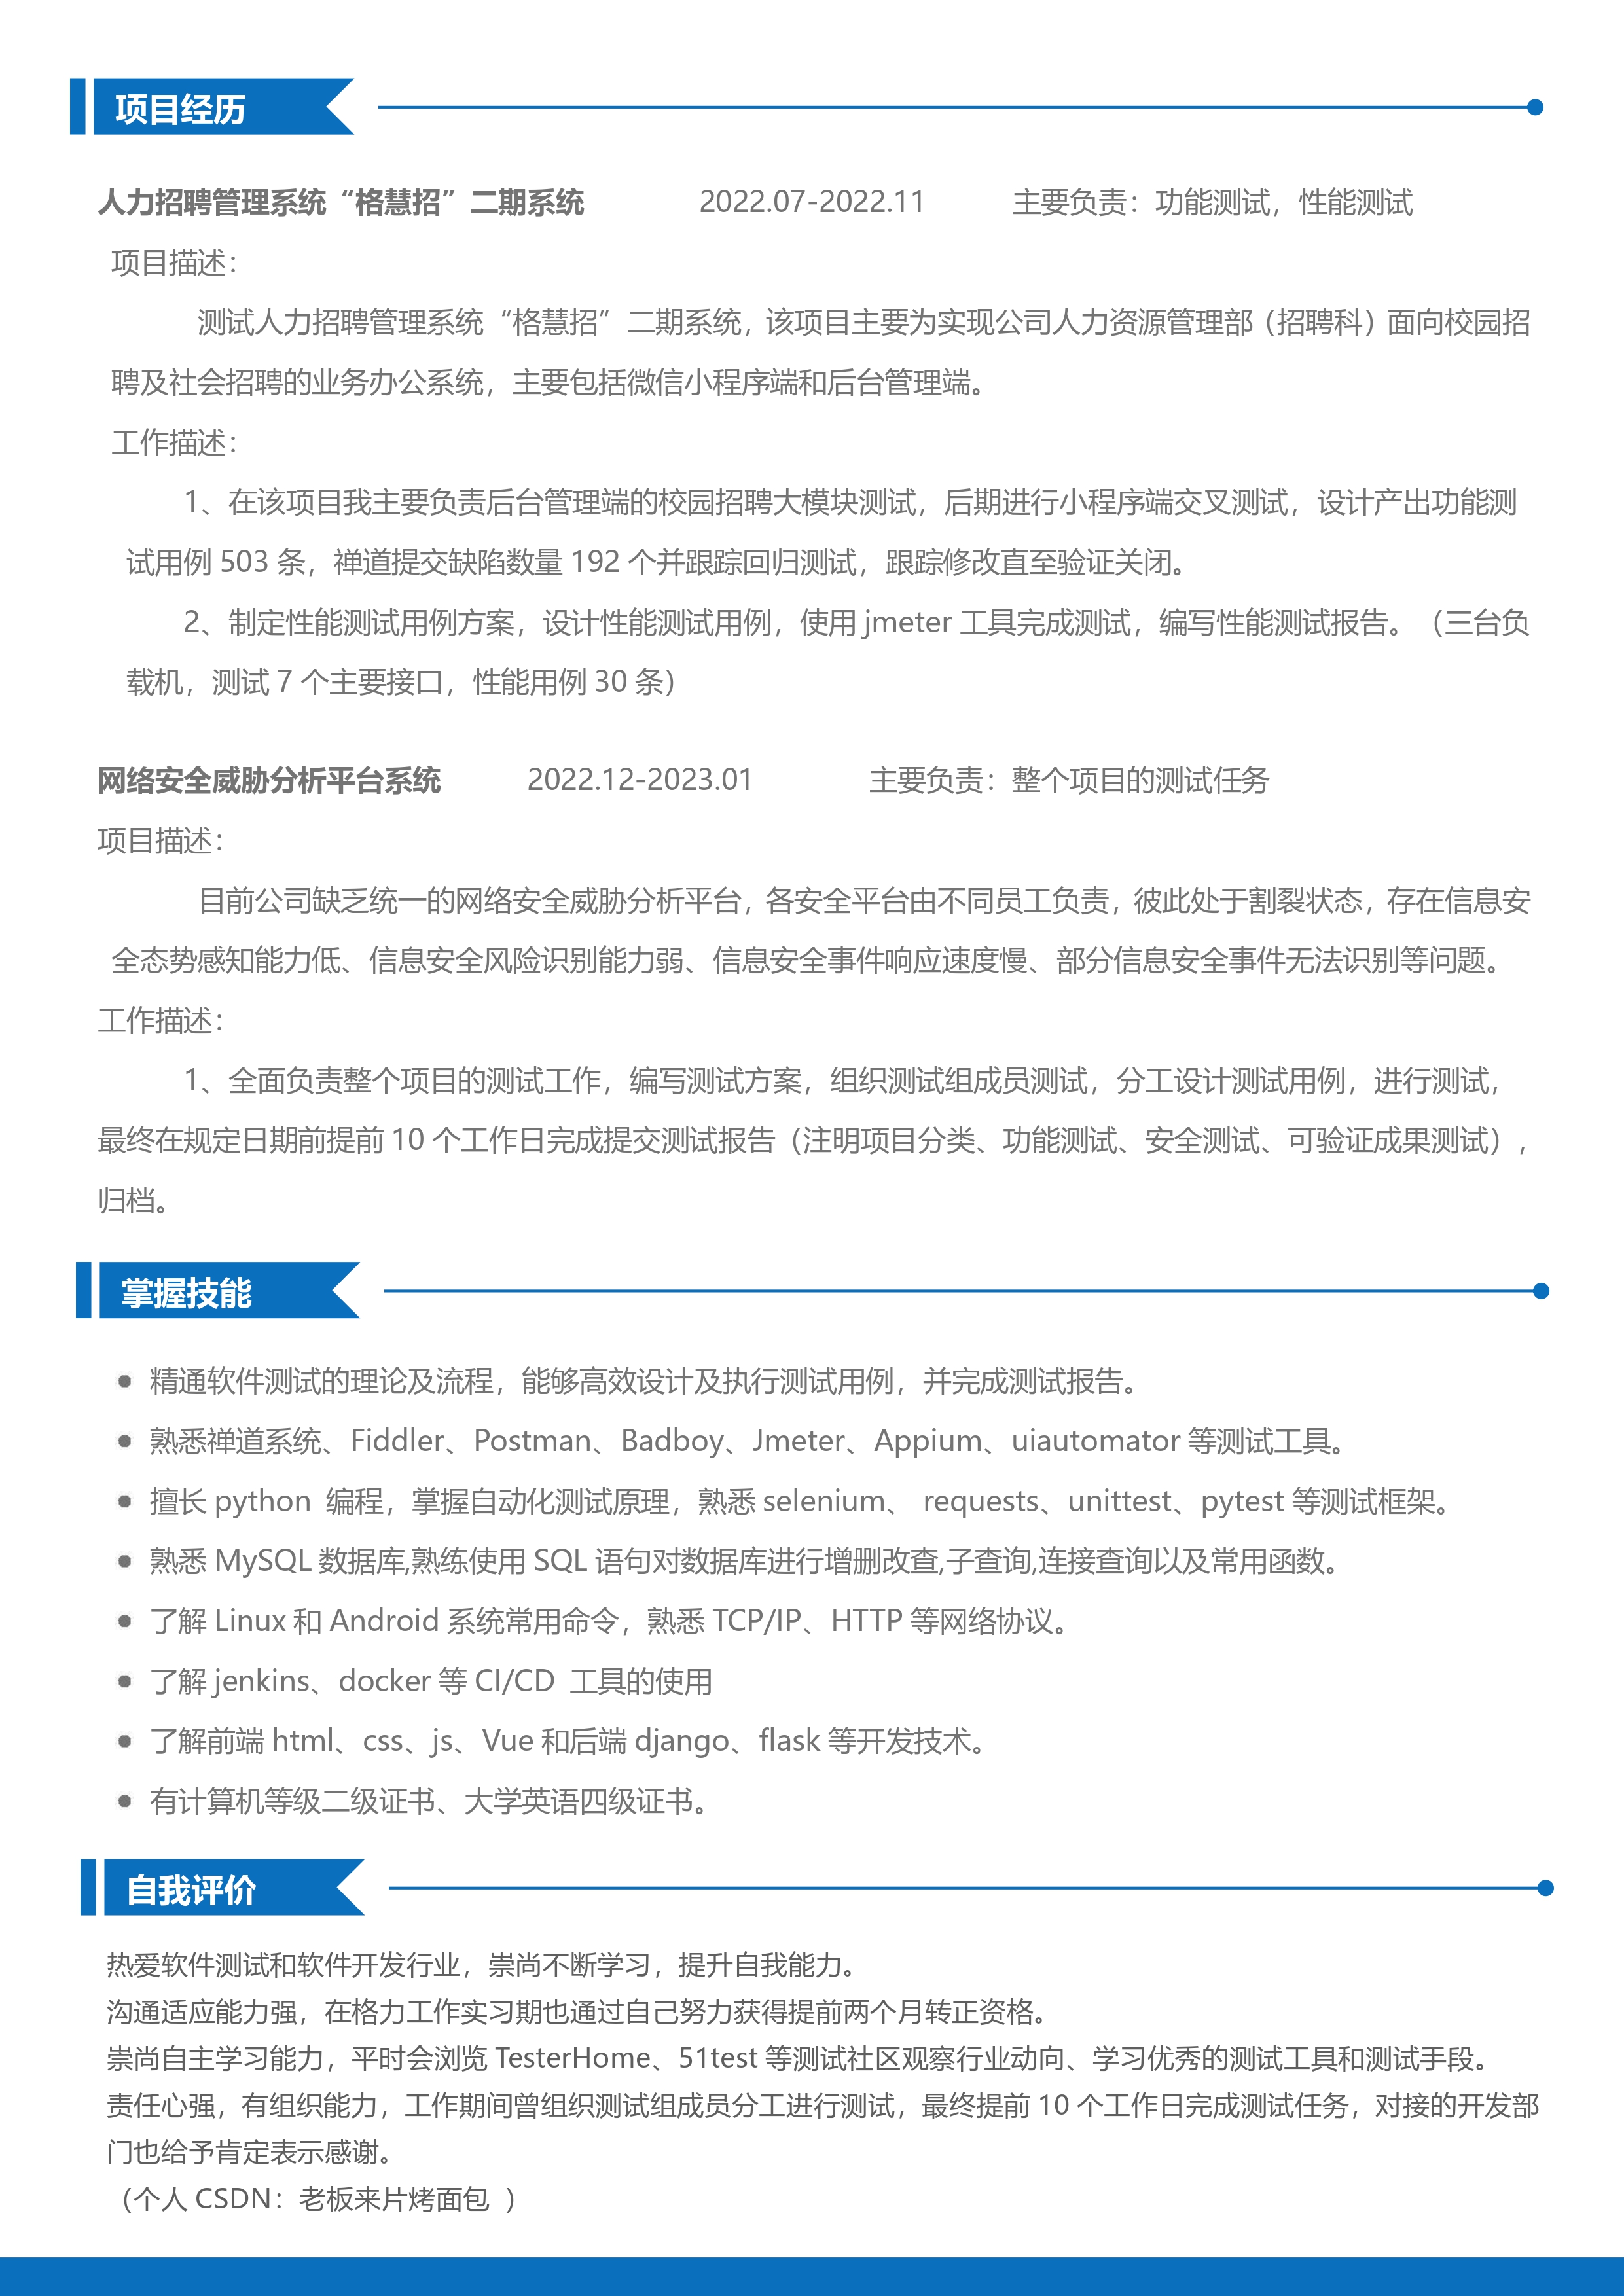 项目经历
人力招聘管理系统“格慧招”二期系统 2022.07-2022.11 主要负责：功能测试，性能测试
项目描述：
测试人力招聘管理系统“格慧招”二期系统，该项目主要为实现公司人力资源管理部（招聘科）面向校园招
聘及社会招聘的业务办公系统，主要包括微信小程序端和后台管理端。
工作描述：
1、在该项目我主要负责后台管理端的校园招聘大模块测试，后期进行小程序端交叉测试，设计产出功能测
试用例 503 条，禅道提交缺陷数量 192 个并跟踪回归测试，跟踪修改直至验证关闭。
2、制定性能测试用例方案，设计性能测试用例，使用 jmeter 工具完成测试，编写性能测试报告。（三台负
载机，测试 7 个主要接口，性能用例 30 条）
网络安全威胁分析平台系统 2022.12-2023.01 主要负责：整个项目的测试任务
项目描述：
目前公司缺乏统一的网络安全威胁分析平台，各安全平台由不同员工负责，彼此处于割裂状态，存在信息安
全态势感知能力低、信息安全风险识别能力弱、信息安全事件响应速度慢、部分信息安全事件无法识别等问题。
工作描述：
1、全面负责整个项目的测试工作，编写测试方案，组织测试组成员测试，分工设计测试用例，进行测试，
最终在规定日期前提前 10 个工作日完成提交测试报告（注明项目分类、功能测试、安全测试、可验证成果测试），
归档。
掌握技能
● 精通软件测试的理论及流程，能够高效设计及执行测试用例，并完成测试报告。
● 熟悉禅道系统、Fiddler、Postman、Badboy、Jmeter、Appium、uiautomator 等测试工具。
● 擅长 python 编程，掌握自动化测试原理，熟悉 selenium、 requests、unittest、pytest 等测试框架。
● 熟悉 MySQL 数据库,熟练使用 SQL 语句对数据库进行增删改查,子查询,连接查询以及常用函数。
● 了解 Linux 和 Android 系统常用命令，熟悉 TCP/IP、HTTP 等网络协议。
● 了解 jenkins、docker 等 CI/CD 工具的使用
● 了解前端 html、css、js、Vue 和后端 django、flask 等开发技术。
● 有计算机等级二级证书、大学英语四级证书。
自我评价
热爱软件测试和软件开发行业，崇尚不断学习，提升自我能力。
沟通适应能力强，在格力工作实习期也通过自己努力获得提前两个月转正资格。
崇尚自主学习能力，平时会浏览 TesterHome、51test 等测试社区观察行业动向、学习优秀的测试工具和测试手段。
责任心强，有组织能力，工作期间曾组织测试组成员分工进行测试，最终提前 10 个工作日完成测试任务，对接的开发部
门也给予肯定表示感谢。
（个人 CSDN：老板来片烤面包 ）